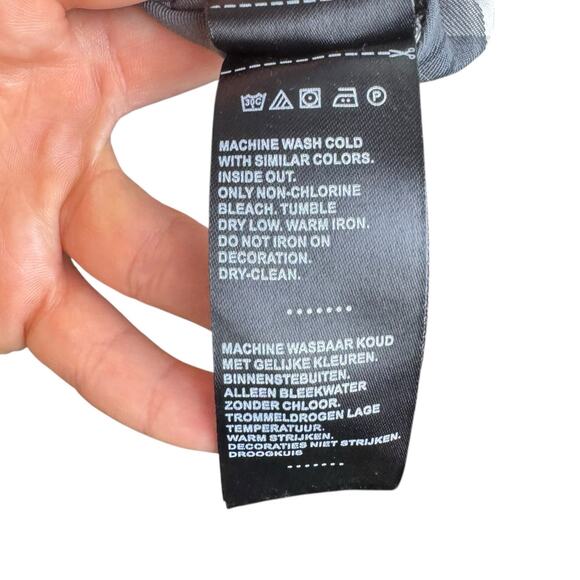 30C P
MACHINE WASH COLD
WITH SIMILAR COLORS.
INSIDE OUT.
ONLY NON-CHLORINE
BLEACH. TUMBLE
DRY LOW. WARM IRON.
DO NOT IRON ON
DECORATION.
DRY-CLEAN.
MACHINE WASBAAR KOUD
MET GELIJKE KLEUREN.
BINNENSTEBUITEN.
ALLEEN BLEEKWATER
ZONDER CHLOOR.
TROMMELDROGEN LAGE
TEMPERATUUR.
WARM STRIJKEN.
DECORATIES NIET STRIJKEN.
DROOGKUIS